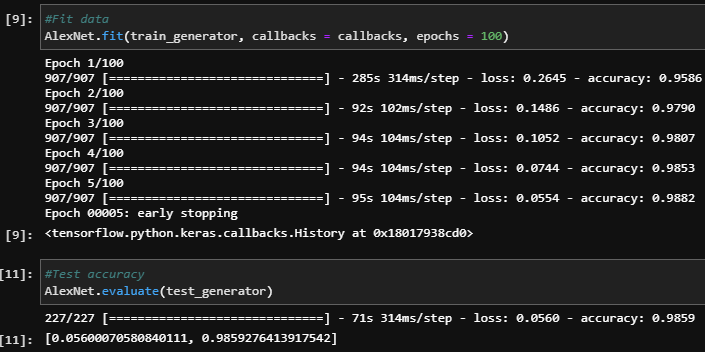 [9]: #Fit data
AlexNet.fit(train_generator, callbacks = callbacks, epochs = 100)
Epoch 1/100
907/907 [==============================] - 285s 314ms/step - loss: 0.2645 - accuracy: 0.9586
Epoch 2/100
907/907 [==============================] - 92s 102ms/step - loss: 0.1486 - accuracy: 0.9790
Epoch 3/100
907/907 [==============================] - 94s 104ms/step - loss: 0.1052 - accuracy: 0.9807
Epoch 4/100
907/907 [==============================] - 94s 104ms/step - loss: 0.0744 - accuracy: 0.9853
Epoch 5/100
907/907 [==============================] - 95s 104ms/step - loss: 0.0554 - accuracy: 0.9882
Epoch 00005: early stopping
[9]: <tensorflow.python.keras.callbacks.History at 0x18017938cd0>
[11]: #Test accuracy
AlexNet.evaluate(test_generator)
227/227 [==============================] - 71s 314ms/step - loss: 0.0560 - accuracy: 0.9859
[11]: [0.05600070580840111, 0.9859276413917542]